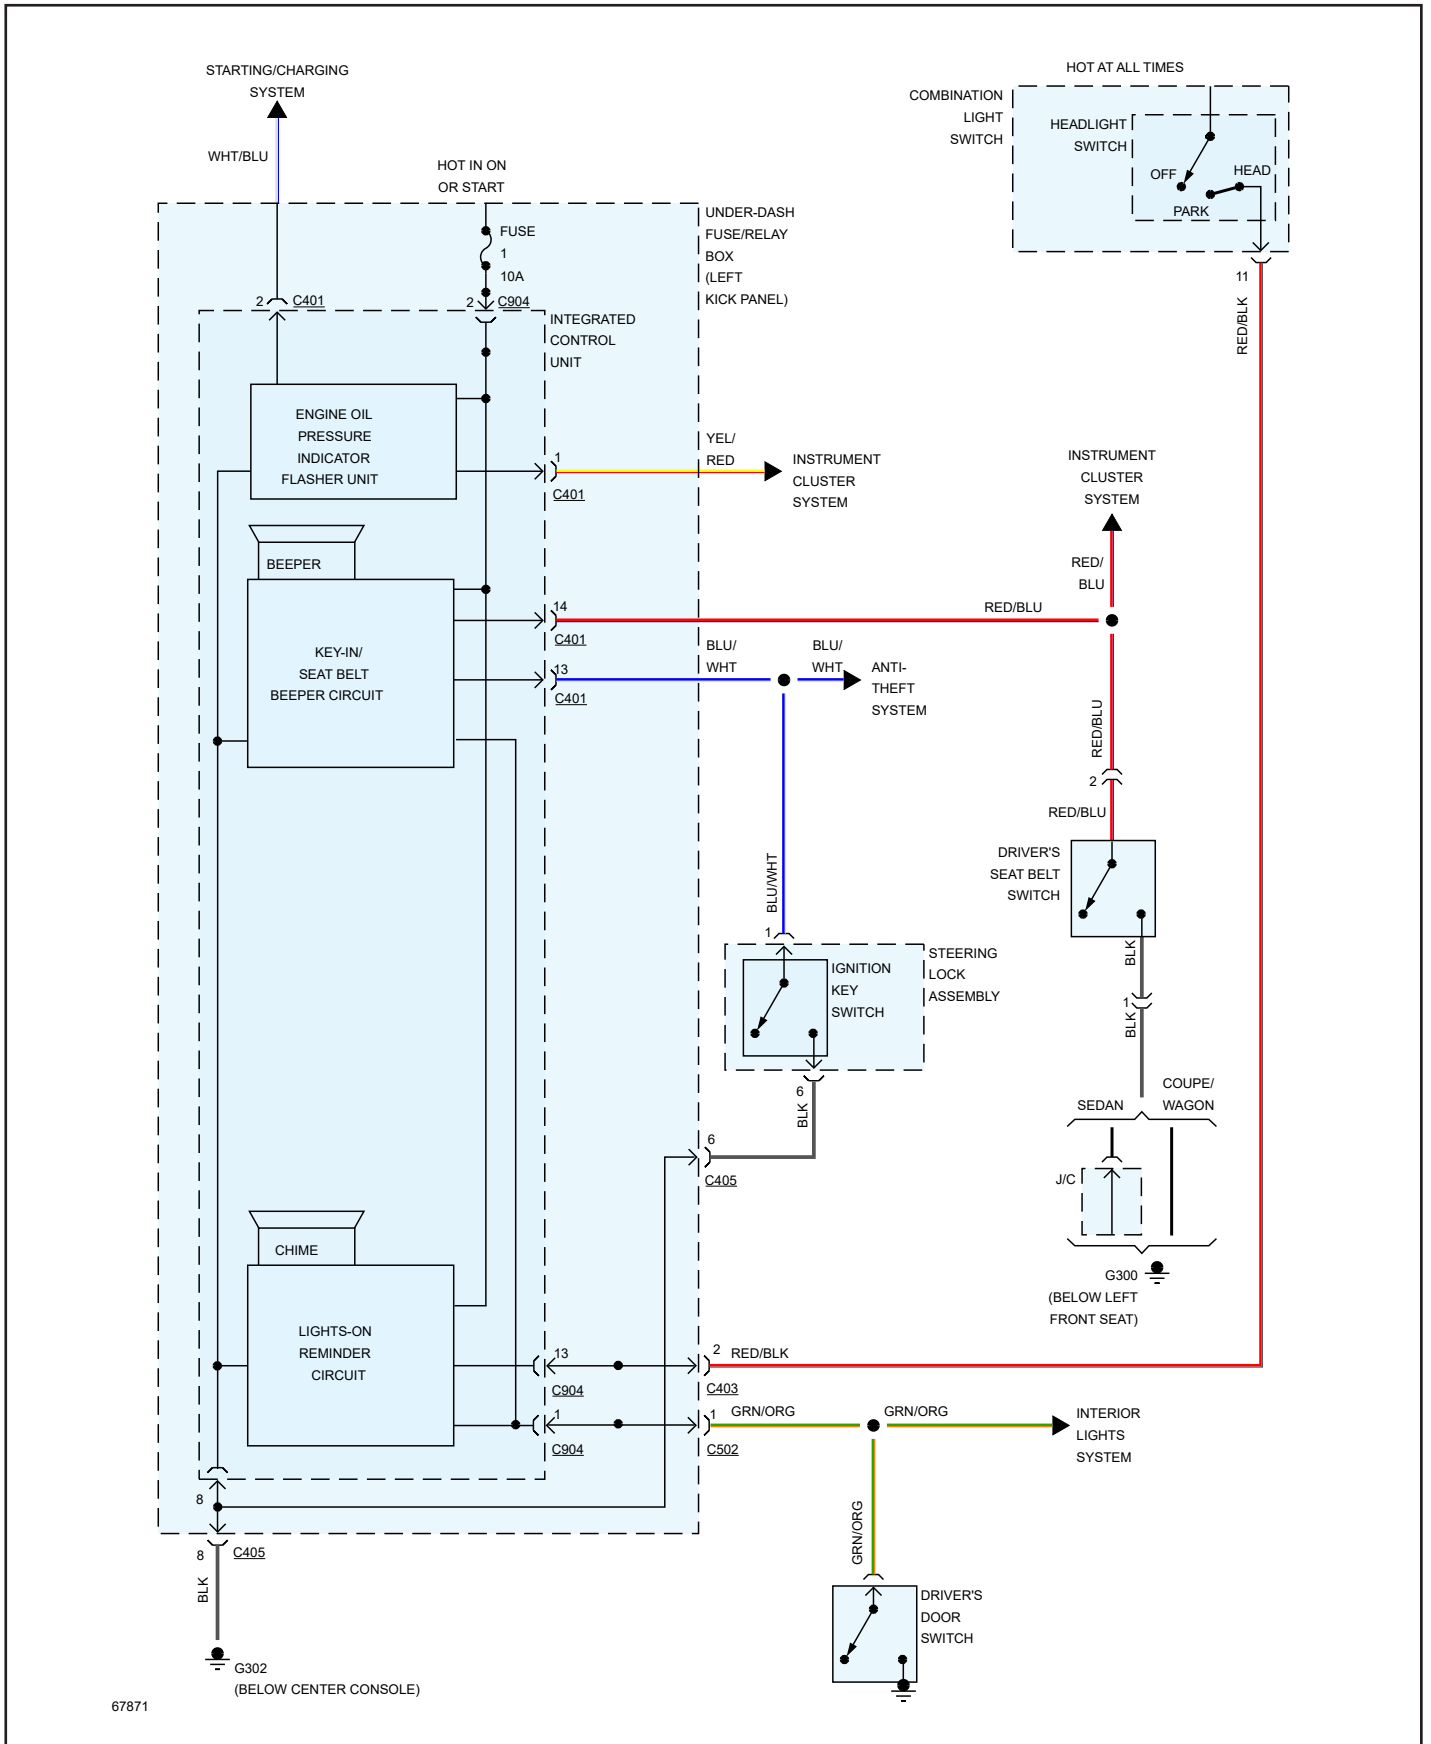 STARTING/CHARGING
SYSTEM
WHT/BLU
HOT IN ON
OR START
HOT AT ALL TIMES
COMBINATION
LIGHT
SWITCH
HEADLIGHT
SWITCH
OFF
HEAD
PARK
11
RED/BLK
UNDER-DASH
FUSE/RELAY
BOX
(LEFT
KICK PANEL)
FUSE
1
10A
2
C401
2
C904
INTEGRATED
CONTROL
UNIT
ENGINE OIL
PRESSURE
INDICATOR
FLASHER UNIT
1
C401
YEL/
RED
INSTRUMENT
CLUSTER
SYSTEM
INSTRUMENT
CLUSTER
SYSTEM
RED/
BLU
BEEPER
KEY-IN/
SEAT BELT
BEEPER CIRCUIT
14
C401
RED/BLU
13
C401
BLU/
WHT
BLU/
WHT
ANTI-
THEFT
SYSTEM
RED/BLU
2
RED/BLU
DRIVER'S
SEAT BELT
SWITCH
BLU/WHT
1
STEERING
LOCK
ASSEMBLY
IGNITION
KEY
SWITCH
6
BLK
BLK
1
BLK
SEDAN
COUPE/
WAGON
J/C
G300
(BELOW LEFT
FRONT SEAT)
6
C405
CHIME
LIGHTS-ON
REMINDER
CIRCUIT
13
C904
2
RED/BLK
C403
1
C904
1
GRN/ORG
C502
GRN/ORG
INTERIOR
LIGHTS
SYSTEM
GRN/ORG
DRIVER'S
DOOR
SWITCH
8
8
C405
BLK
G302
(BELOW CENTER CONSOLE)
67871